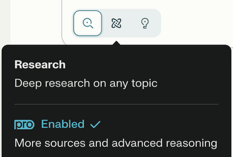 Research
Deep research on any topic
pro Enabled
More sources and advanced reasoning